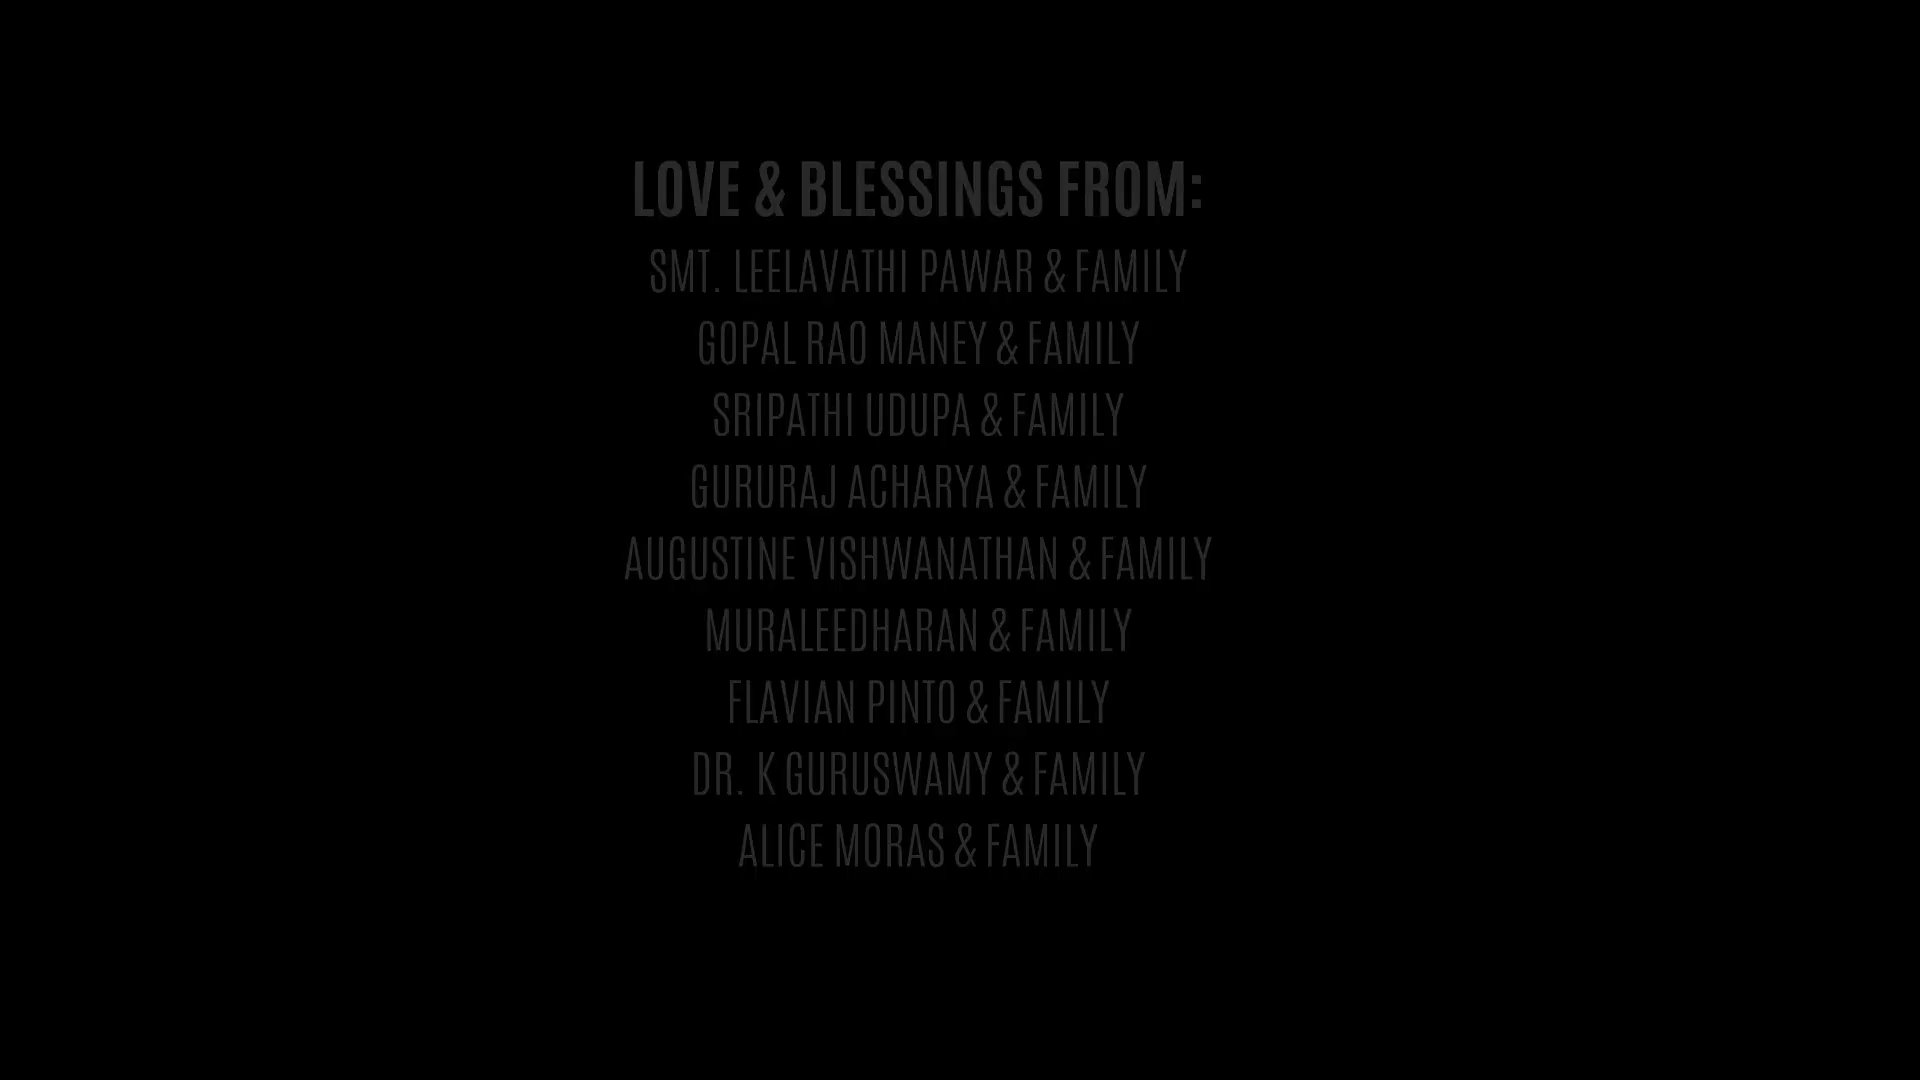 LOVE & BLESSINGS FROM:
SMT. LEELAVATHI PAWAR & FAMILY
GOPAL RAO MANEY & FAMILY
SRIPATHI UDUPA & FAMILY
GURURAJ ACHARYA & FAMILY
AUGUSTINE VISHWANATHAN & FAMILY
MURALEEDHARAN & FAMILY
FLAVIAN PINTO & FAMILY
DR. K GURUSWAMY & FAMILY
ALICE MORAS & FAMILY